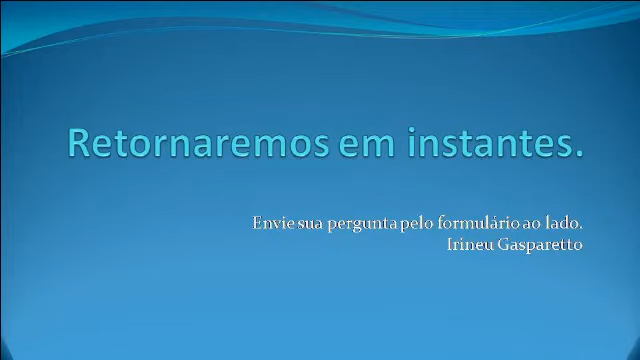 Retornaremos em instantes.
Envie sua pergunta pelo formulário ao lado.
Irineu Gasparetto